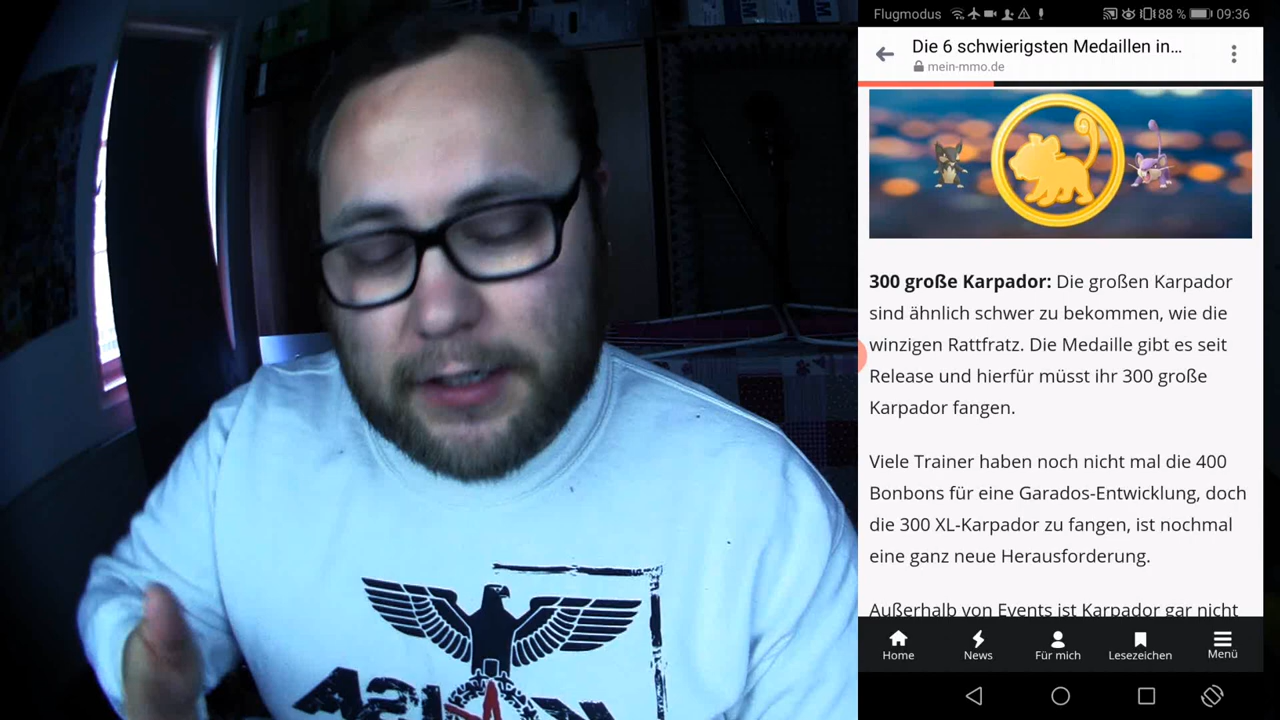 Flugmodus
88 %
09:36
Die 6 schwierigsten Medaillen in…
mein-mmo.de
300 große Karpador: Die großen Karpador
sind ähnlich schwer zu bekommen, wie die
winzigen Rattfratz. Die Medaille gibt es seit
Release und hierfür müsst ihr 300 große
Karpador fangen.
Viele Trainer haben noch nicht mal die 400
Bonbons für eine Garados-Entwicklung, doch
die 300 XL-Karpador zu fangen, ist nochmal
eine ganz neue Herausforderung.
Außerhalb von Events ist Karpador gar nicht
Home
News
Für mich
Lesezeichen
Menü